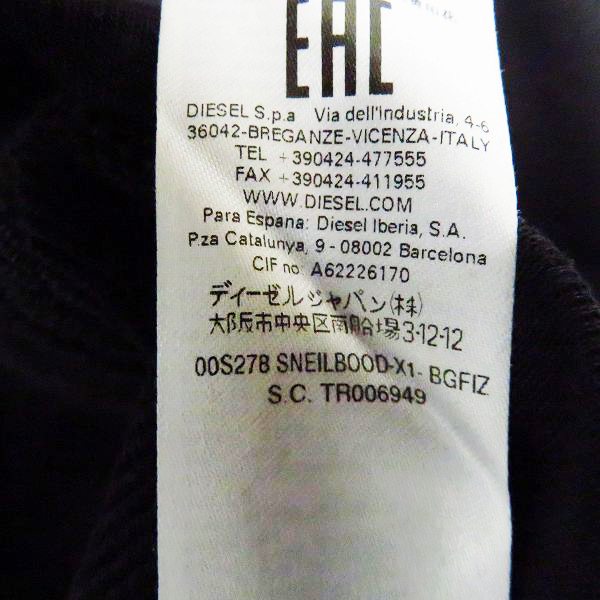 EAC
DIESEL S.p.a Via dell'industria, 4-6
36042-BREGANZE-VICENZA-ITALY
TEL +390424-477555
FAX +390424-411955
WWW.DIESEL.COM
Para Espana: Diesel Iberia, S.A.
P.za Catalunya, 9 - 08002 Barcelona
CIF no: A62226170
ディーゼルジャパン(株)
大阪市中央区南船場3-12-12
00S27B SNEILBOOD-X1- BGFIZ
S.C. TR006949